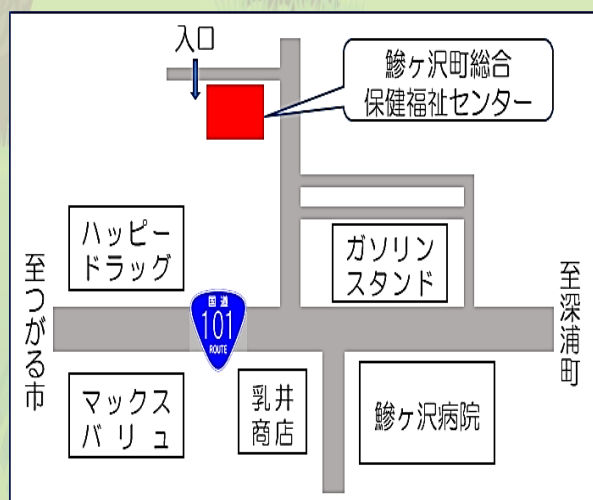 入口
鰺ヶ沢町総合
保健福祉センター
ハッピー
ドラッグ
ガソリン
スタンド
至つがる市
国道
101
ROUTE
至深浦町
マックス
バリュ
乳井
商店
鰺ヶ沢病院